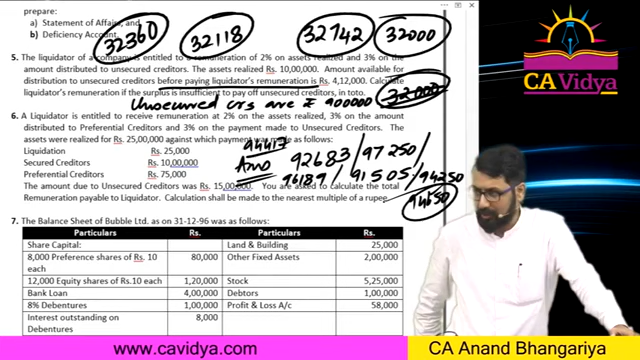 prepare:
a) Statement of Affairs, and
b) Deficiency Account.
32360
32118
32742
32000
5. The liquidator of a company is entitled to a remuneration of 2% on assets realized and 3% on
the amount distributed to unsecured creditors. The assets realized Rs. 10,00,000. Amount available for
distribution to unsecured creditors before paying liquidator's remuneration is Rs. 4,12,000. Calculate
liquidator's remuneration if the surplus is insufficient to pay off unsecured creditors, in toto.
Unsecured crs are ₹ 900000
32000
6. A Liquidator is entitled to receive remuneration at 2% on the assets realized, 3% on the amount
distributed to Preferential Creditors and 3% on the payment made to Unsecured Creditors. The
assets were realized for Rs. 25,00,000 against which payment was made as follows:
Liquidation Rs. 25,000
Secured Creditors Rs. 10,00,000
Preferential Creditors Rs. 75,000
92683 / 97250 /
96189 / 91505 / 94250
94650
The amount due to Unsecured Creditors was Rs. 15,00,000. You are asked to calculate the total
Remuneration payable to Liquidator. Calculation shall be made to the nearest multiple of a rupee.
7. The Balance Sheet of Bubble Ltd. as on 31-12-96 was as follows:
Particulars Rs. Particulars Rs.
Share Capital: Land & Building 25,000
8,000 Preference shares of Rs. 10 each 80,000 Other Fixed Assets 2,00,000
12,000 Equity shares of Rs.10 each 1,20,000 Stock 5,25,000
Bank Loan 4,00,000 Debtors 1,00,000
8% Debentures 1,00,000 Profit & Loss A/c 58,000
Interest outstanding on Debentures 8,000
CA Vidya
www.cavidya.com
CA Anand Bhangariya